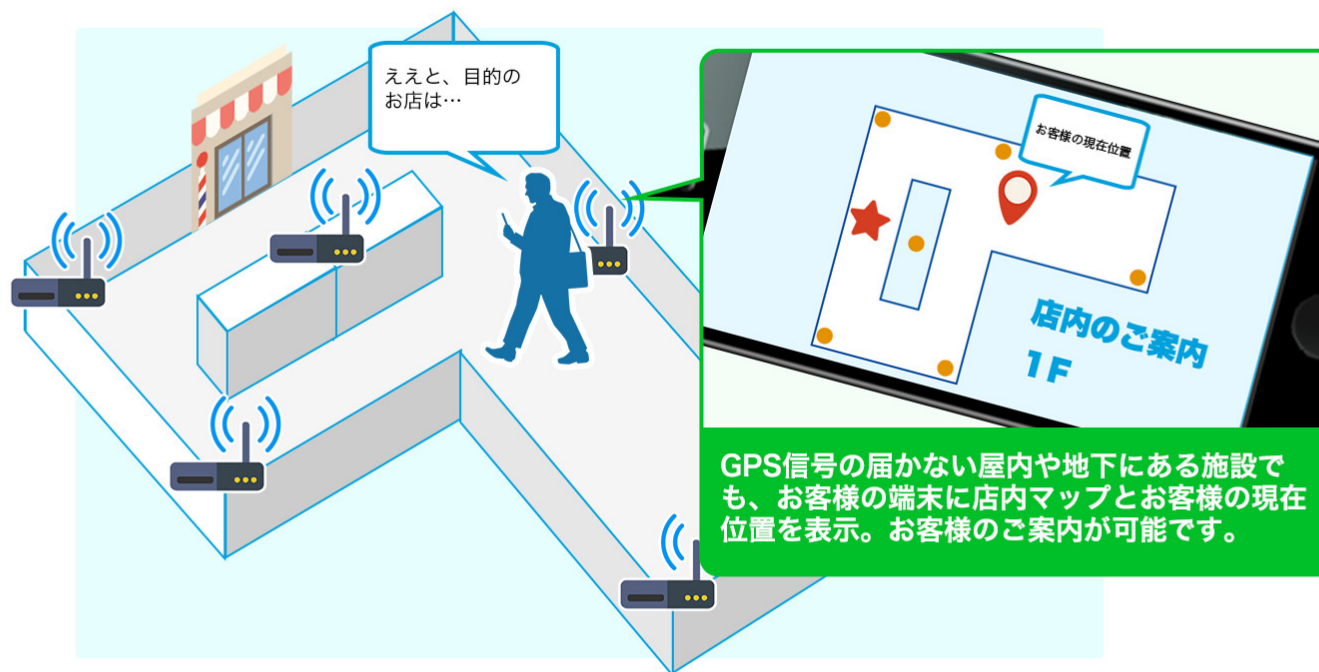 ええと、目的の
お店は…
お客様の現在位置
店内のご案内
1F
GPS信号の届かない屋内や地下にある施設で
も、お客様の端末に店内マップとお客様の現在
位置を表示。お客様のご案内が可能です。